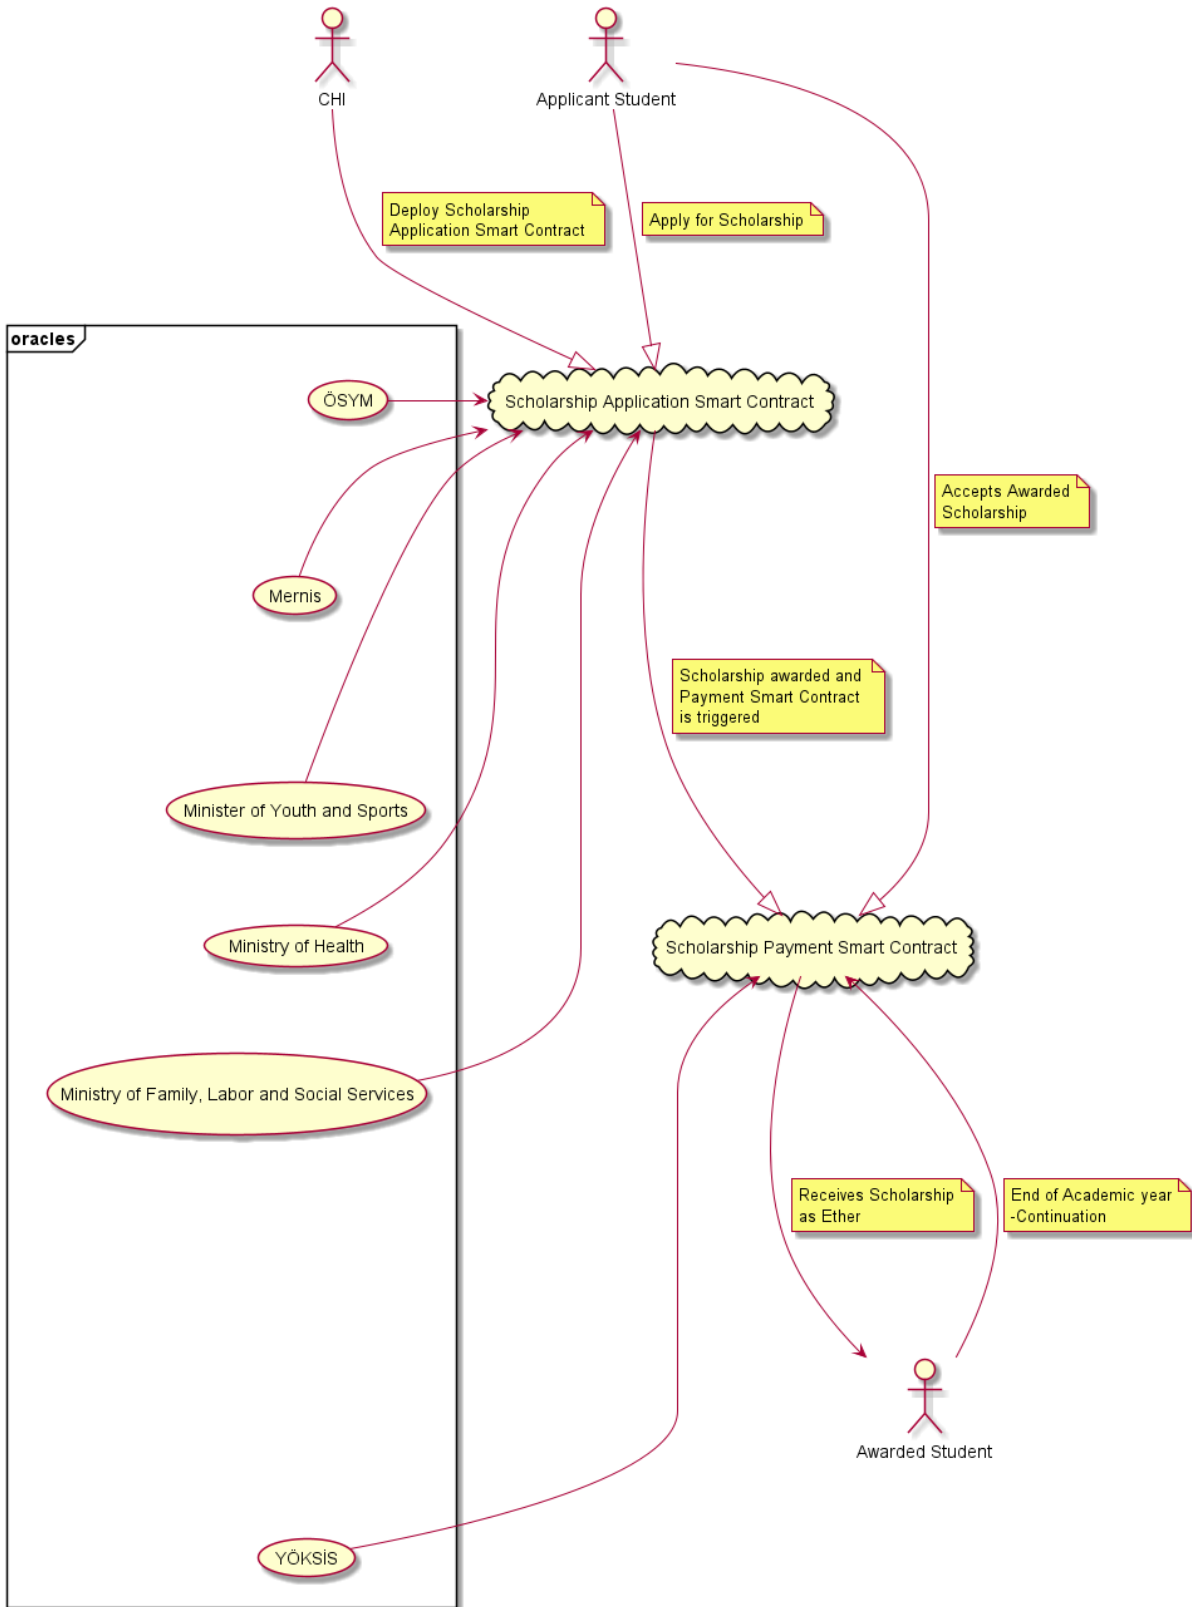 CHI
Applicant Student
Deploy Scholarship
Application Smart Contract
Apply for Scholarship
oracles
ÖSYM
Scholarship Application Smart Contract
Accepts Awarded
Scholarship
Mernis
Scholarship awarded and
Payment Smart Contract
is triggered
Minister of Youth and Sports
Ministry of Health
Scholarship Payment Smart Contract
Ministry of Family, Labor and Social Services
Receives Scholarship
as Ether
End of Academic year
-Continuation
Awarded Student
YÖKSİS